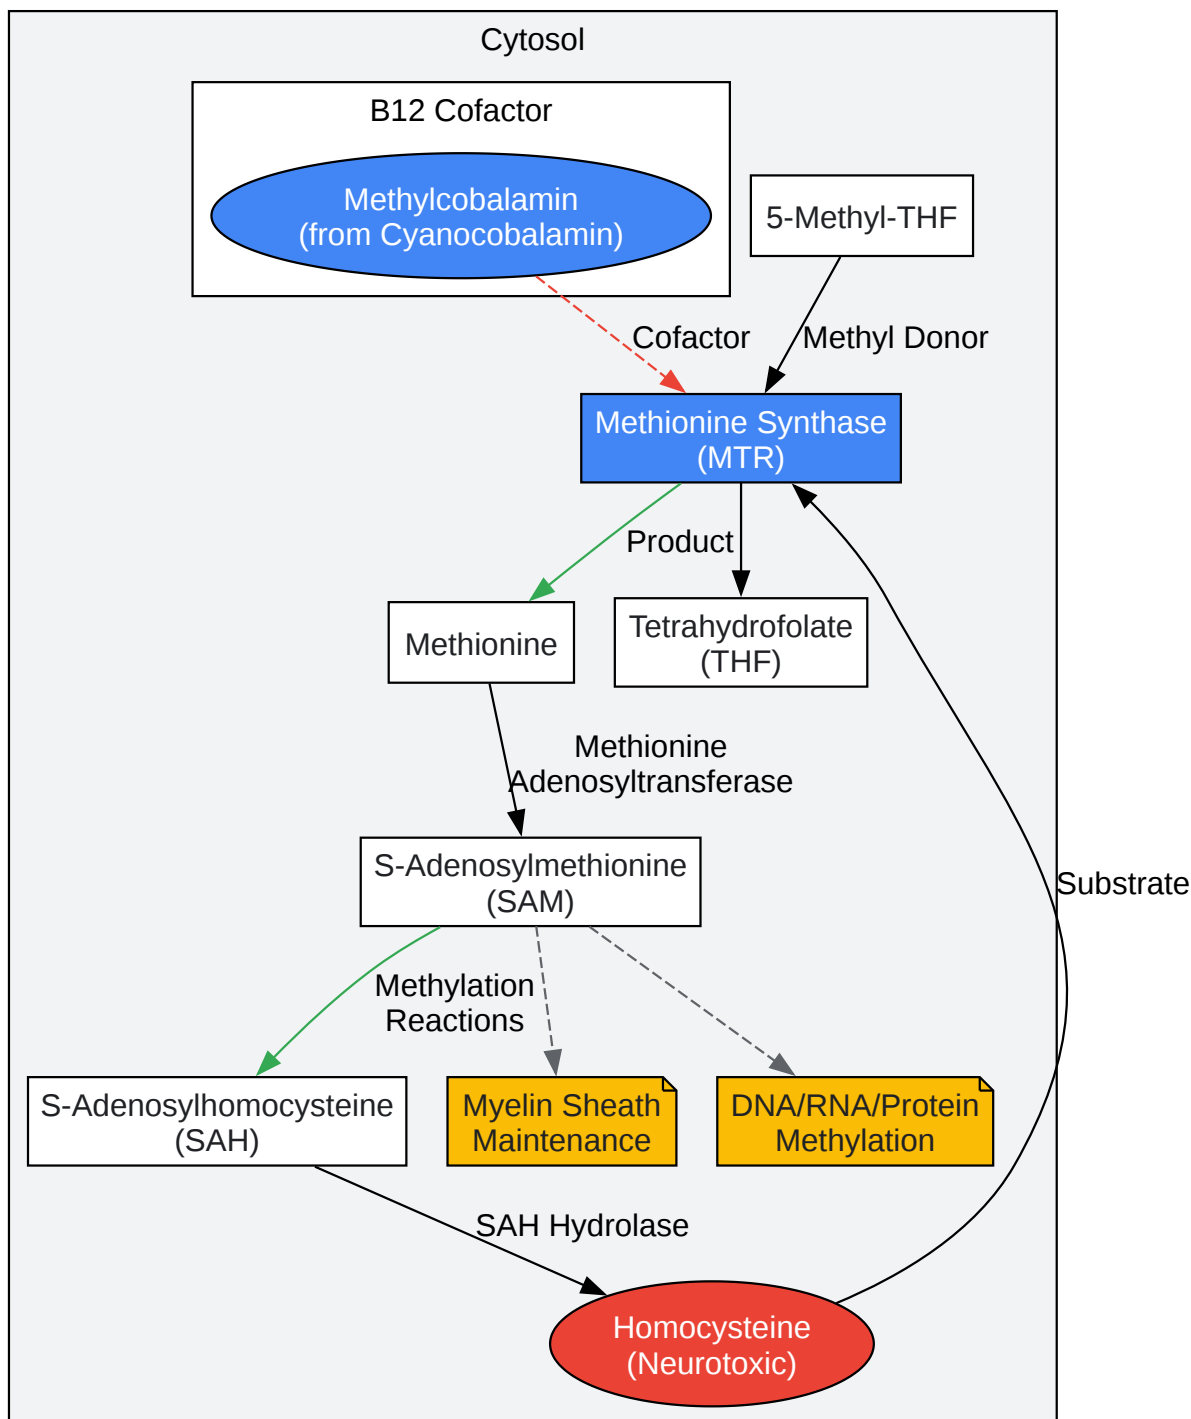 Cytosol
B12 Cofactor
Methylcobalamin
(from Cyanocobalamin)
5-Methyl-THF
Cofactor
Methyl Donor
Methionine Synthase
(MTR)
Product
Methionine
Tetrahydrofolate
(THF)
Methionine
Adenosyltransferase
S-Adenosylmethionine
(SAM)
Substrate
Methylation
Reactions
S-Adenosylhomocysteine
(SAH)
Myelin Sheath
Maintenance
DNA/RNA/Protein
Methylation
SAH Hydrolase
Homocysteine
(Neurotoxic)